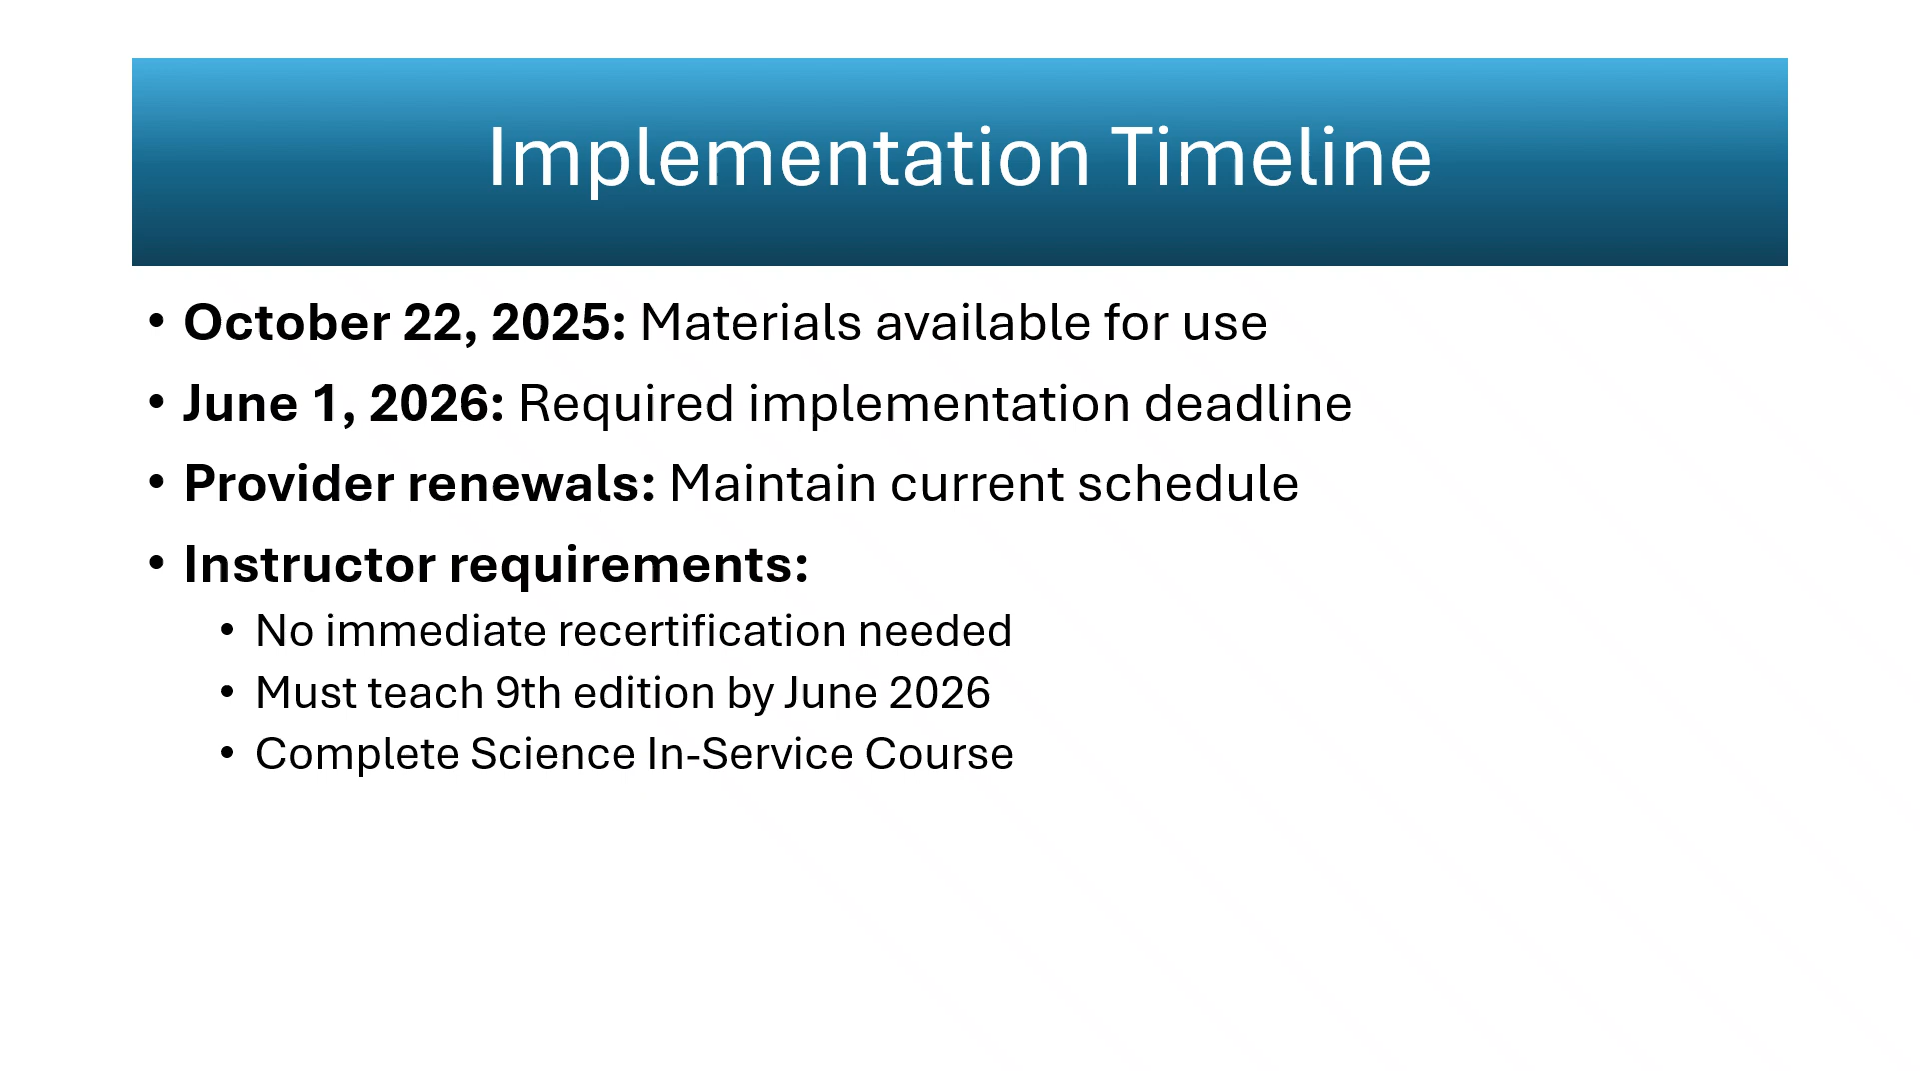 Implementation Timeline
• October 22, 2025: Materials available for use
• June 1, 2026: Required implementation deadline
• Provider renewals: Maintain current schedule
• Instructor requirements:
• No immediate recertification needed
• Must teach 9th edition by June 2026
• Complete Science In-Service Course